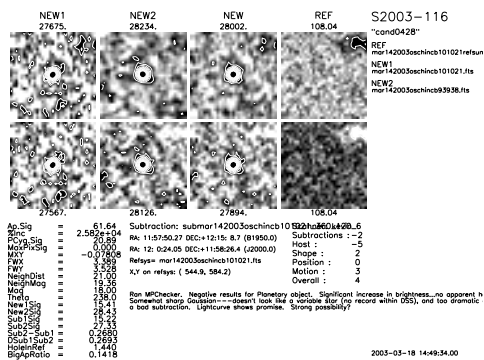 NEW1 NEW2 NEW REF S2003-116
27675. 28234. 28002. 108.04
"cand0428"
REF
NEW1
mar142003oschincb101021.fts
NEW2
mar142003oschincb93938.fts
27567. 28126. 27894. 108.04
Ap.Sig = 61.64
%Inc = 2.582e+04
PCyg.Sig = 20.89
MaxPixSig = 0.000
MXY = -0.07808
FWX = 3.389
FWY = 3.528
NeighDist = 21.00
NeighMag = 19.36
Mag = 18.00
Theta = 238.0
New1Sig = 15.41
New2Sig = 28.43
Sub1Sig = 15.22
Sub2Sig = 27.33
Sub2-Sub1 = 0.2680
DSub1Sub2 = 0.2693
HoleInRef = 1.440
BigApRatio = 0.1418
Subtraction:
RA: 11:57:50.27 DEC:+12:15: 8.7 (B1950.0)
RA: 12: 0:24.05 DEC:+11:58:26.4 (J2000.0)
Refsys= mar142003oschincb101021.fts
X,Y on refsys: ( 544.9, 584.2)
Subtractions : -2
Host : -5
Shape : 2
Position : 0
Motion : 3
Overall : 4
Ran MPChecker. Negative results for Planetary object. Significant increase in brightness...no apparent h
Somewhat sharp Gaussian----doesn't look like a variable star (no record within DSS), and too dramatic
a bad subtraction. Lightcurve shows promise. Strong possibility?
2003-03-18 14:49:34.00